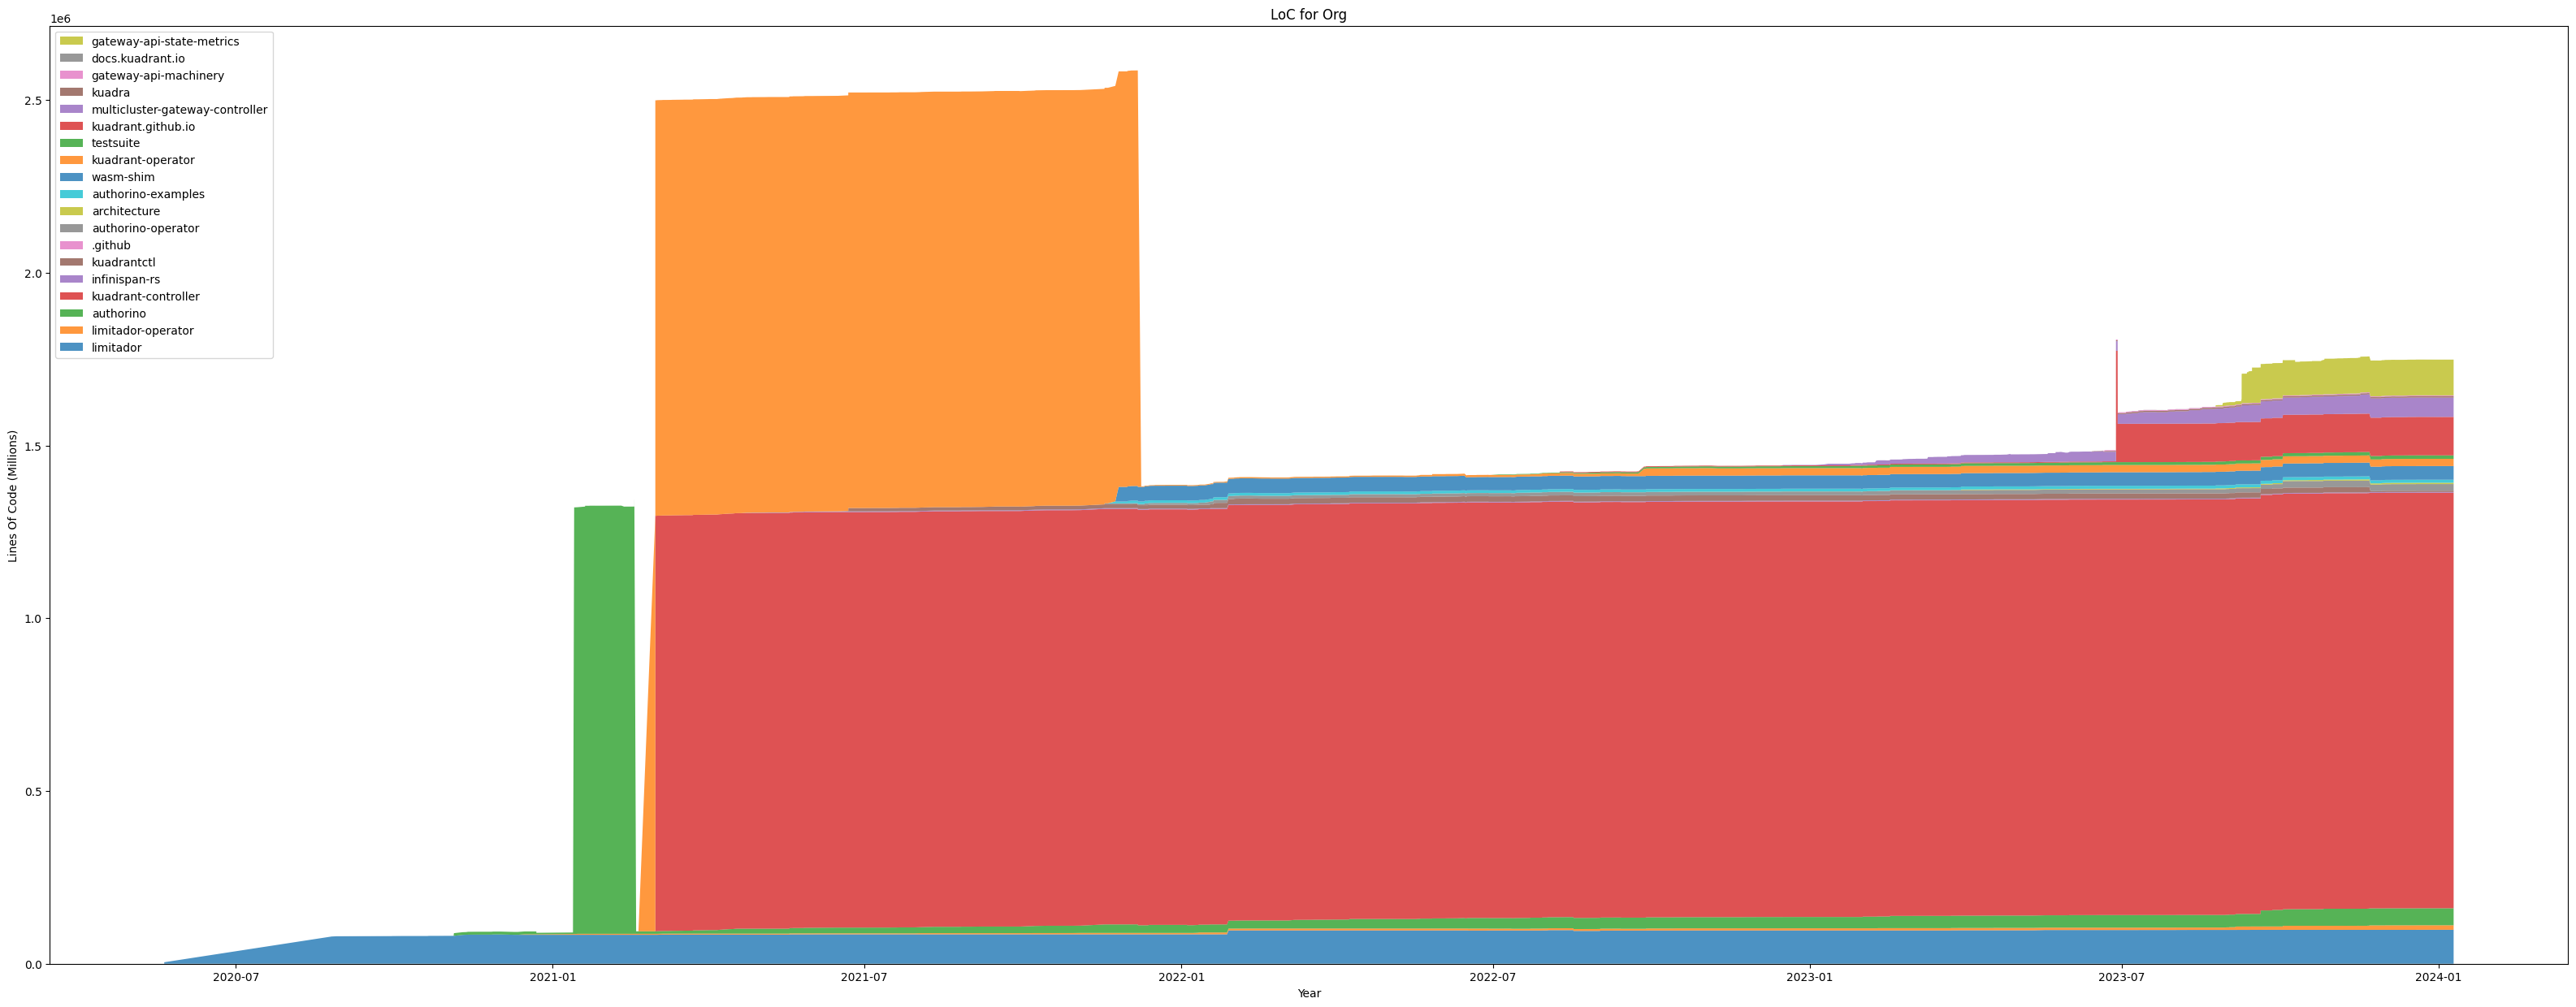 LoC for Org
1e6
gateway-api-state-metrics
docs.kuadrant.io
gateway-api-machinery
kuadra
multicluster-gateway-controller
kuadrant.github.io
testsuite
kuadrant-operator
wasm-shim
authorino-examples
architecture
authorino-operator
.github
kuadrantctl
infinispan-rs
kuadrant-controller
authorino
limitador-operator
limitador
2.5
2.0
1.5
1.0
0.5
0.0
Lines Of Code (Millions)
2020-07
2021-01
2021-07
2022-01
2022-07
2023-01
2023-07
2024-01
Year